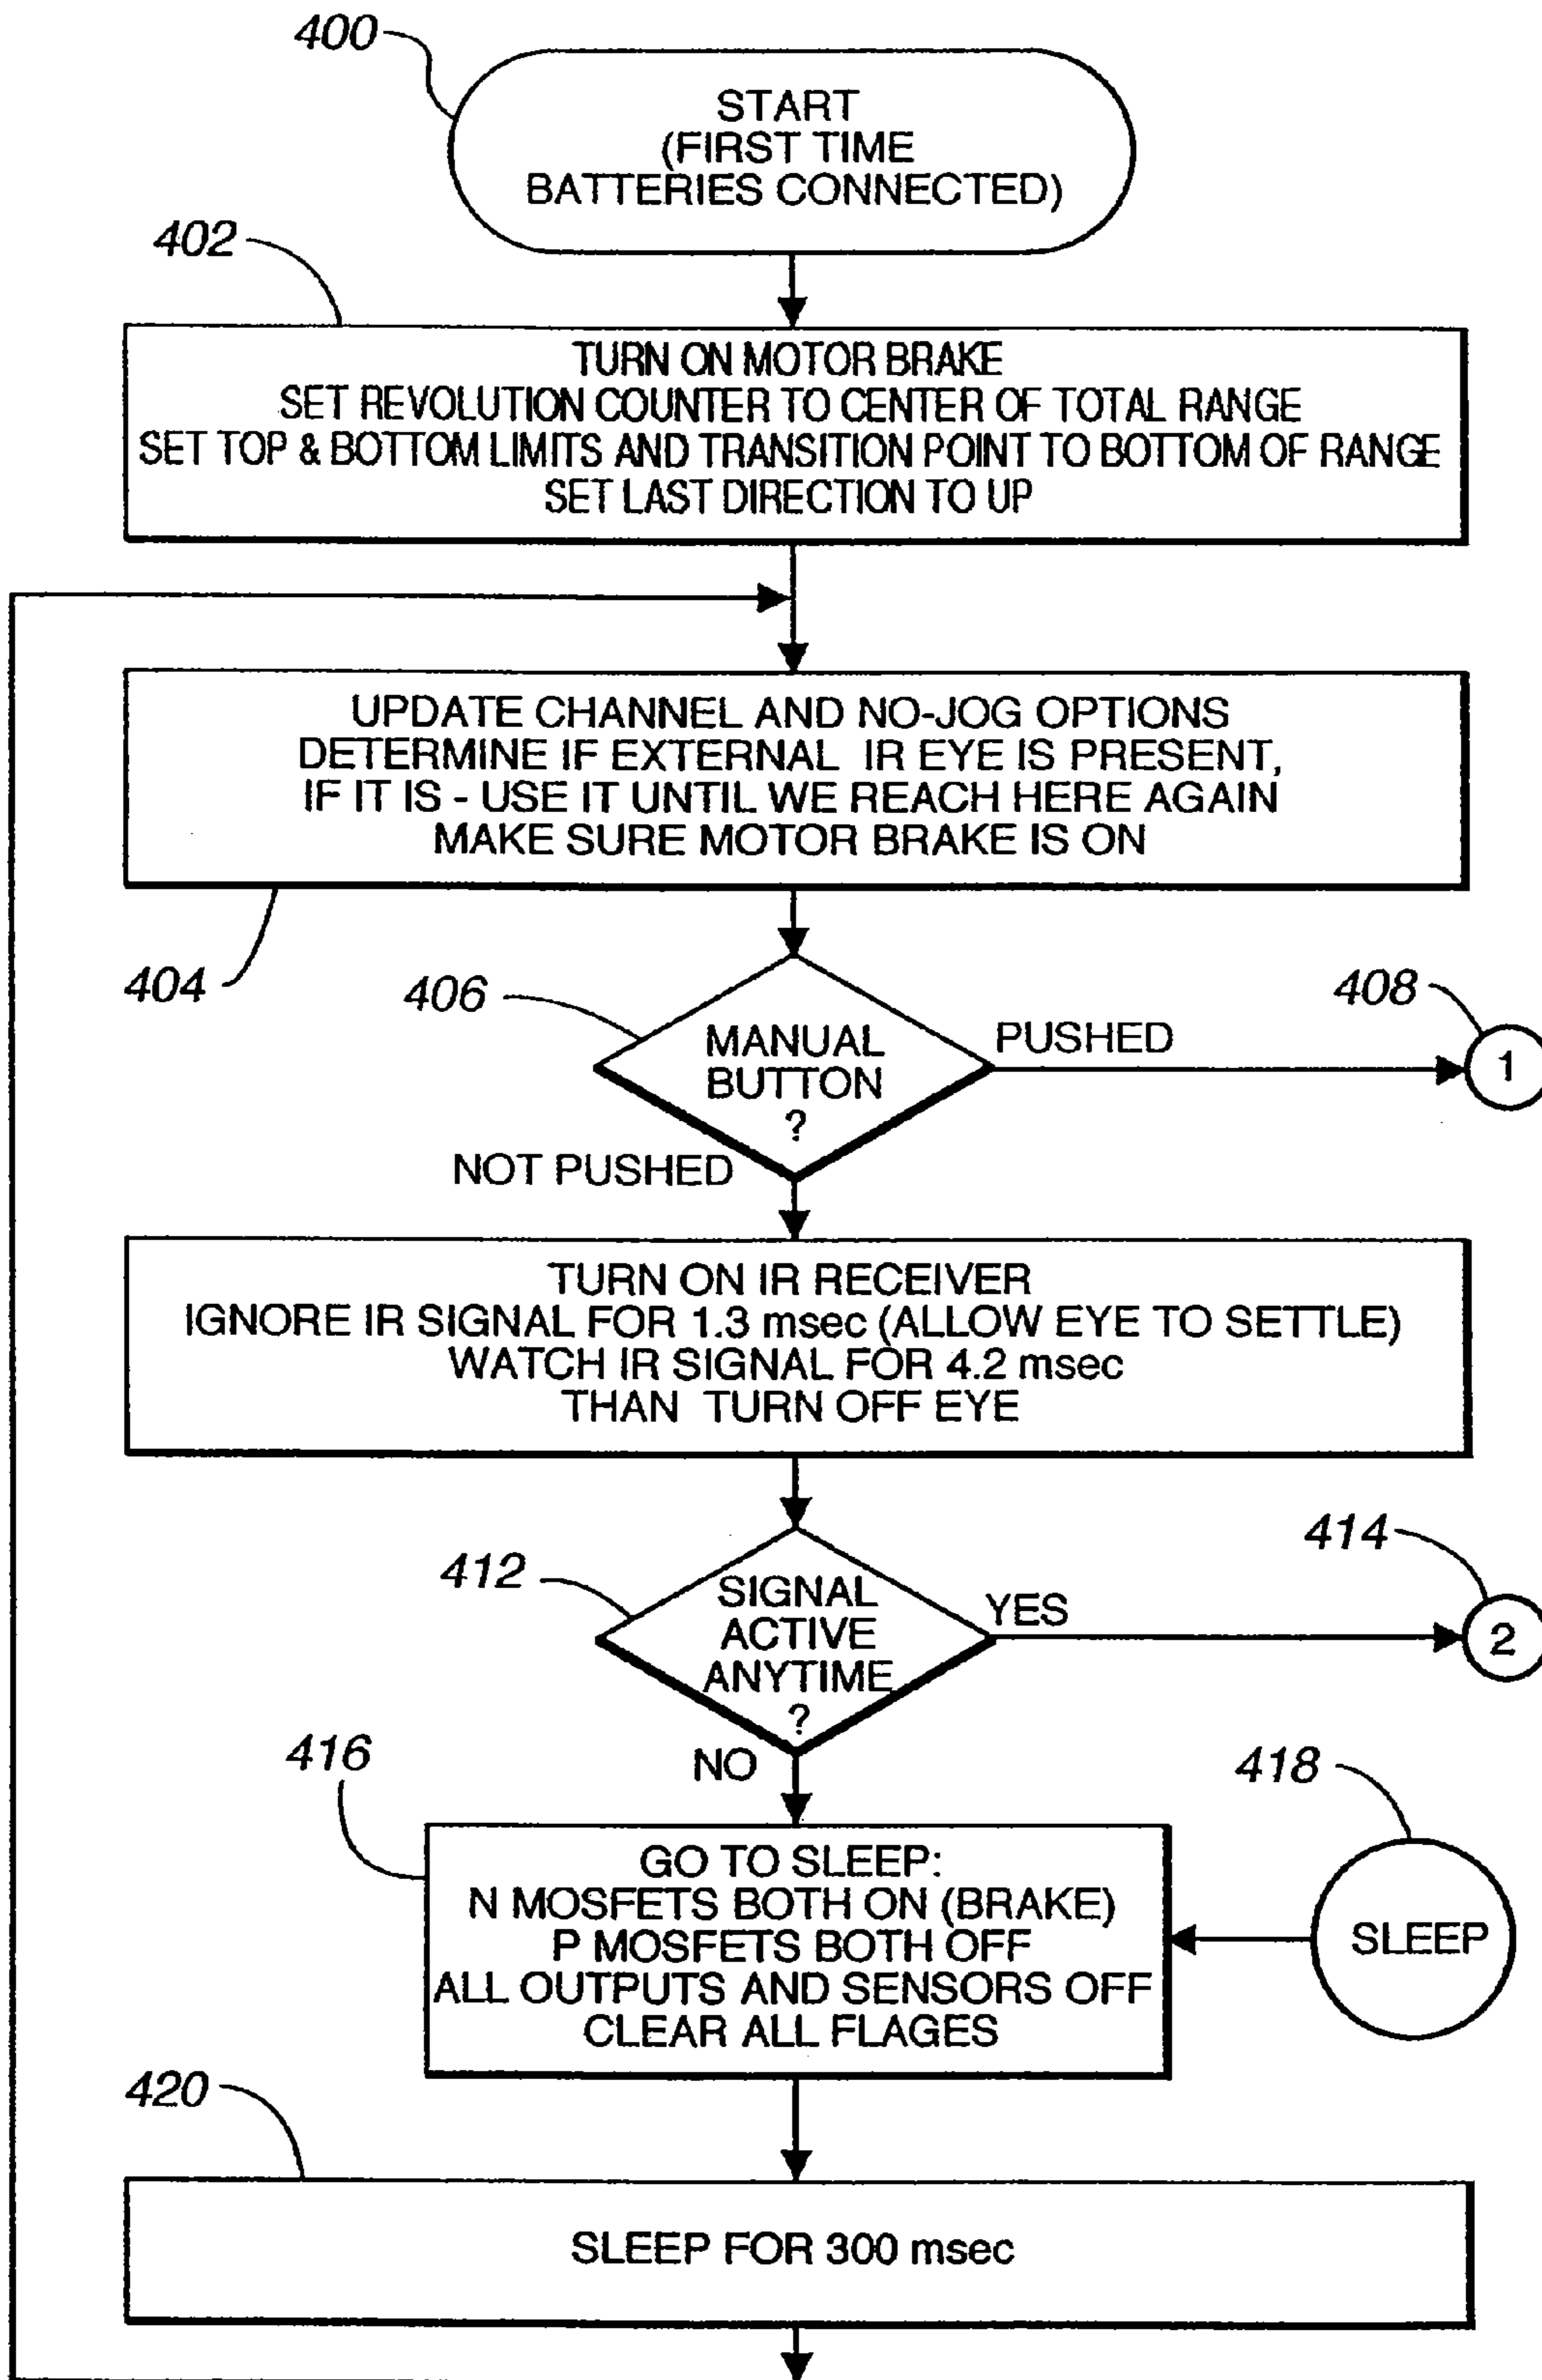 400
START
(FIRST TIME
BATTERIES CONNECTED)
402
TURN ON MOTOR BRAKE
SET REVOLUTION COUNTER TO CENTER OF TOTAL RANGE
SET TOP & BOTTOM LIMITS AND TRANSITION POINT TO BOTTOM OF RANGE
SET LAST DIRECTION TO UP
UPDATE CHANNEL AND NO-JOG OPTIONS
DETERMINE IF EXTERNAL IR EYE IS PRESENT,
IF IT IS - USE IT UNTIL WE REACH HERE AGAIN
MAKE SURE MOTOR BRAKE IS ON
404
406
MANUAL
BUTTON
?
PUSHED
408
1
NOT PUSHED
TURN ON IR RECEIVER
IGNORE IR SIGNAL FOR 1.3 msec (ALLOW EYE TO SETTLE)
WATCH IR SIGNAL FOR 4.2 msec
THAN TURN OFF EYE
412
SIGNAL
ACTIVE
ANYTIME
?
YES
414
2
NO
416
GO TO SLEEP:
N MOSFETS BOTH ON (BRAKE)
P MOSFETS BOTH OFF
ALL OUTPUTS AND SENSORS OFF
CLEAR ALL FLAGES
418
SLEEP
420
SLEEP FOR 300 msec